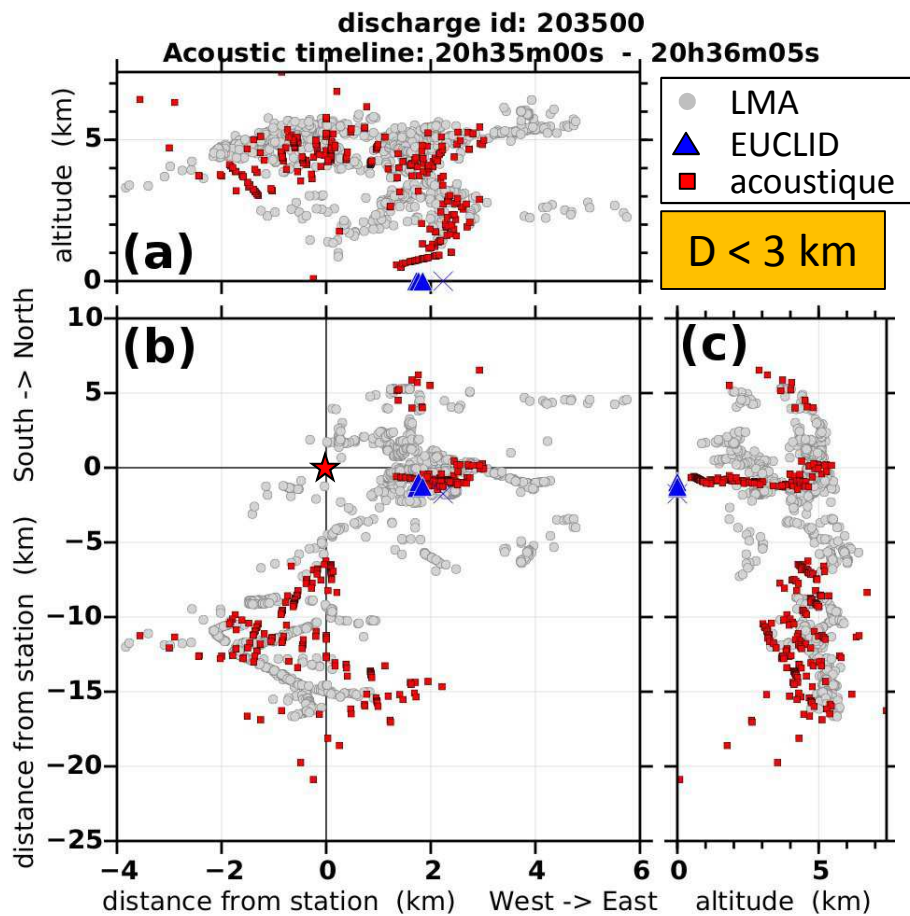 discharge id: 203500
Acoustic timeline: 20h35m00s - 20h36m05s
altitude (km)
5
0
(a)
LMA
EUCLID
acoustique
D < 3 km
distance from station (km) South -> North
10
5
0
−5
−10
−15
−20
−25
(b)
(c)
−4 −2 0 2 4 6
0 5
distance from station (km) West -> East
altitude (km)